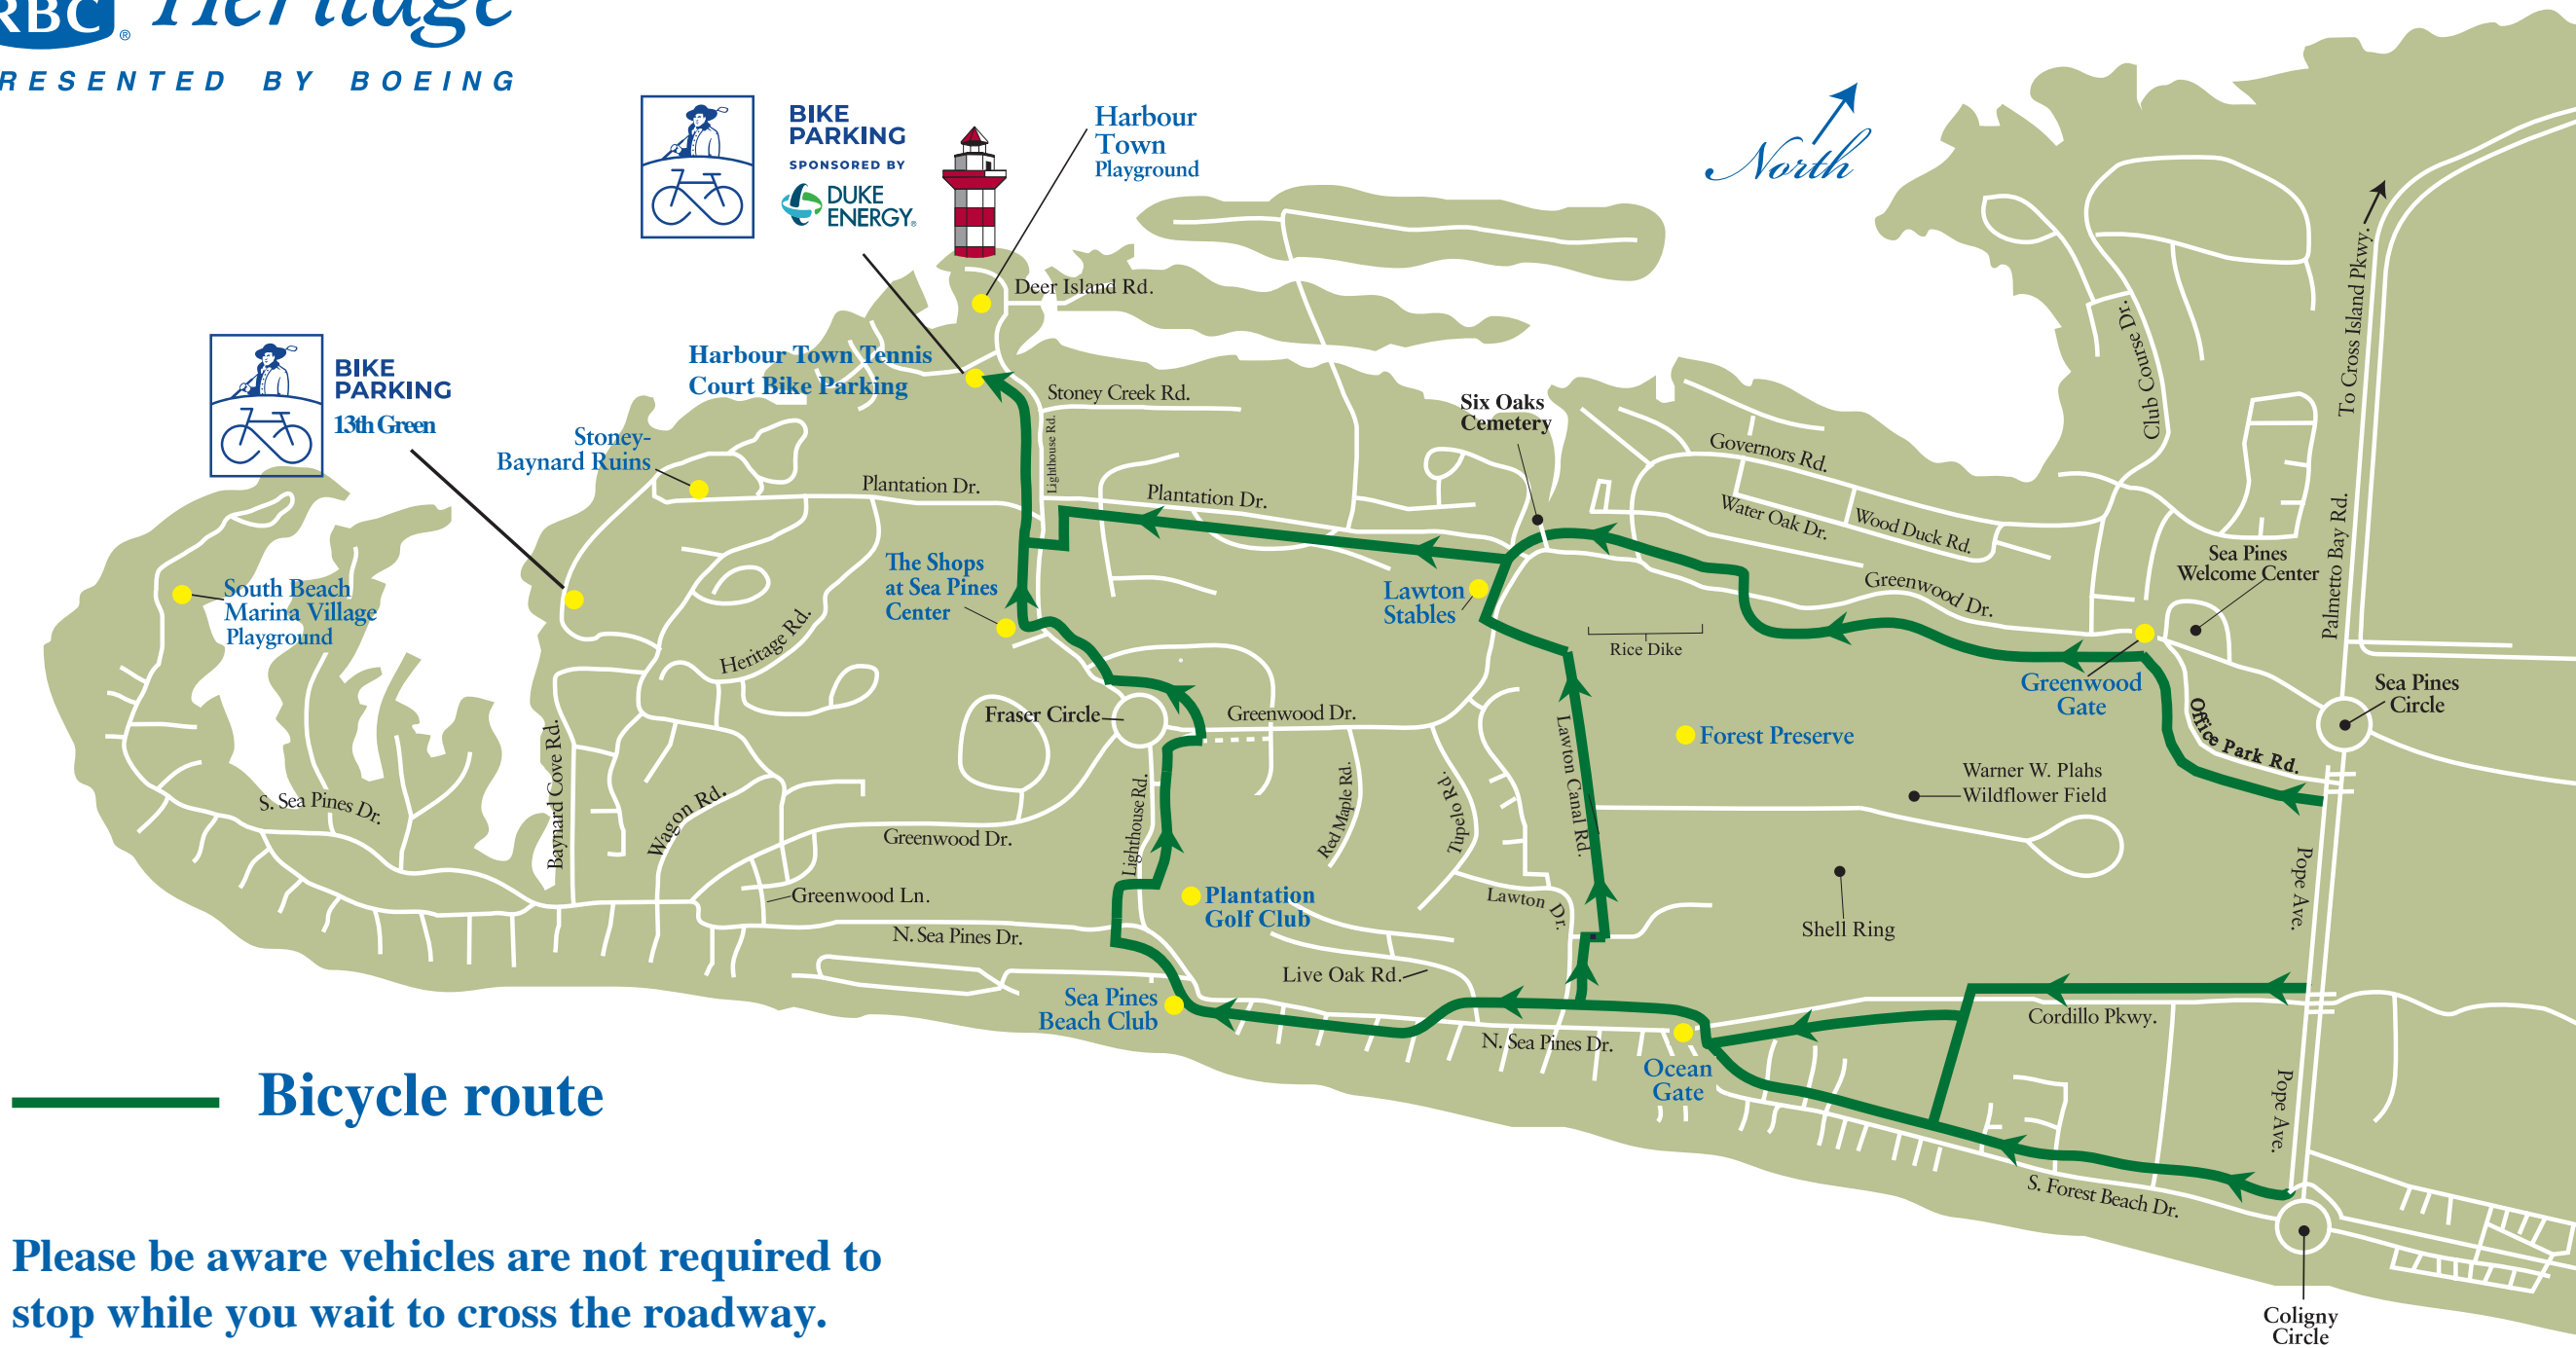 RBC® Heritage
RESENTED BY BOEING
BIKE
PARKING
SPONSORED BY
DUKE
ENERGY®
Harbour
Town
Playground
North
Deer Island Rd.
Harbour Town Tennis
Court Bike Parking
BIKE
PARKING
13th Green
Stoney-
Baynard Ruins
Stoney Creek Rd.
Lighthouse Rd.
Plantation Dr.
Plantation Dr.
Six Oaks
Cemetery
Governors Rd.
Water Oak Dr.
Wood Duck Rd.
Club Course Dr.
To Cross Island Pkwy.
Palmetto Bay Rd.
Sea Pines
Welcome Center
Greenwood Dr.
Greenwood
Gate
Sea Pines
Circle
Office Park Rd.
South Beach
Marina Village
Playground
The Shops
at Sea Pines
Center
Lawton
Stables
Rice Dike
Heritage Rd.
Fraser Circle
Greenwood Dr.
Forest Preserve
Lawton Canal Rd.
Warner W. Plahs
Wildflower Field
S. Sea Pines Dr.
Baynard Cove Rd.
Wagon Rd.
Greenwood Dr.
Lighthouse Rd.
Red Maple Rd.
Tupelo Rd.
Greenwood Ln.
Plantation
Golf Club
Lawton Dr.
Shell Ring
Pope Ave.
N. Sea Pines Dr.
Live Oak Rd.
Sea Pines
Beach Club
N. Sea Pines Dr.
Cordillo Pkwy.
Ocean
Gate
Pope Ave.
S. Forest Beach Dr.
Coligny
Circle
Bicycle route
Please be aware vehicles are not required to
stop while you wait to cross the roadway.